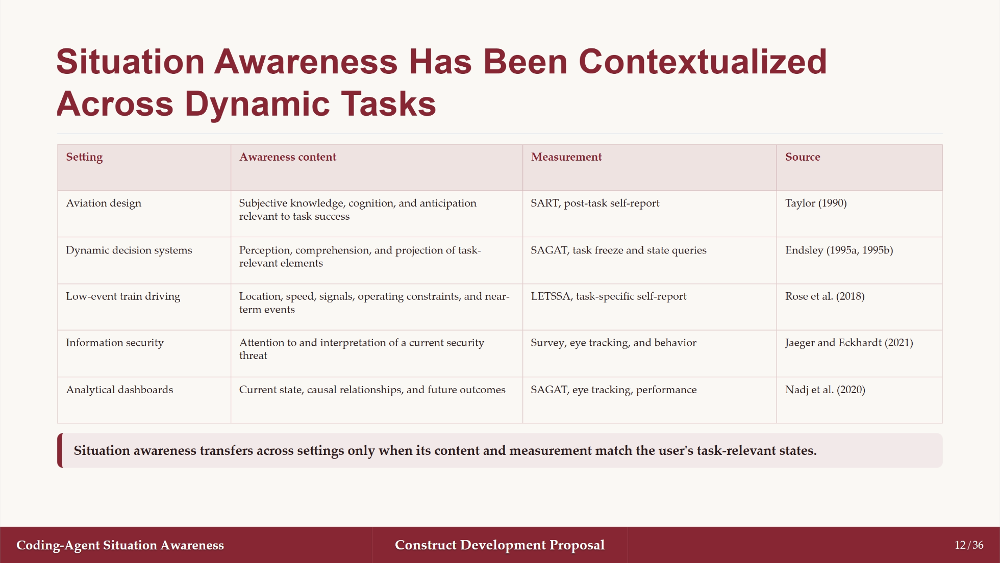 Situation Awareness Has Been Contextualized
Across Dynamic Tasks
Setting
Awareness content
Measurement
Source
Aviation design
Subjective knowledge, cognition, and anticipation
relevant to task success
SART, post-task self-report
Taylor (1990)
Dynamic decision systems
Perception, comprehension, and projection of task-
relevant elements
SAGAT, task freeze and state queries
Endsley (1995a, 1995b)
Low-event train driving
Location, speed, signals, operating constraints, and near-
term events
LETSSA, task-specific self-report
Rose et al. (2018)
Information security
Attention to and interpretation of a current security
threat
Survey, eye tracking, and behavior
Jaeger and Eckhardt (2021)
Analytical dashboards
Current state, causal relationships, and future outcomes
SAGAT, eye tracking, performance
Nadj et al. (2020)
Situation awareness transfers across settings only when its content and measurement match the user's task-relevant states.
Coding-Agent Situation Awareness
Construct Development Proposal
12/36